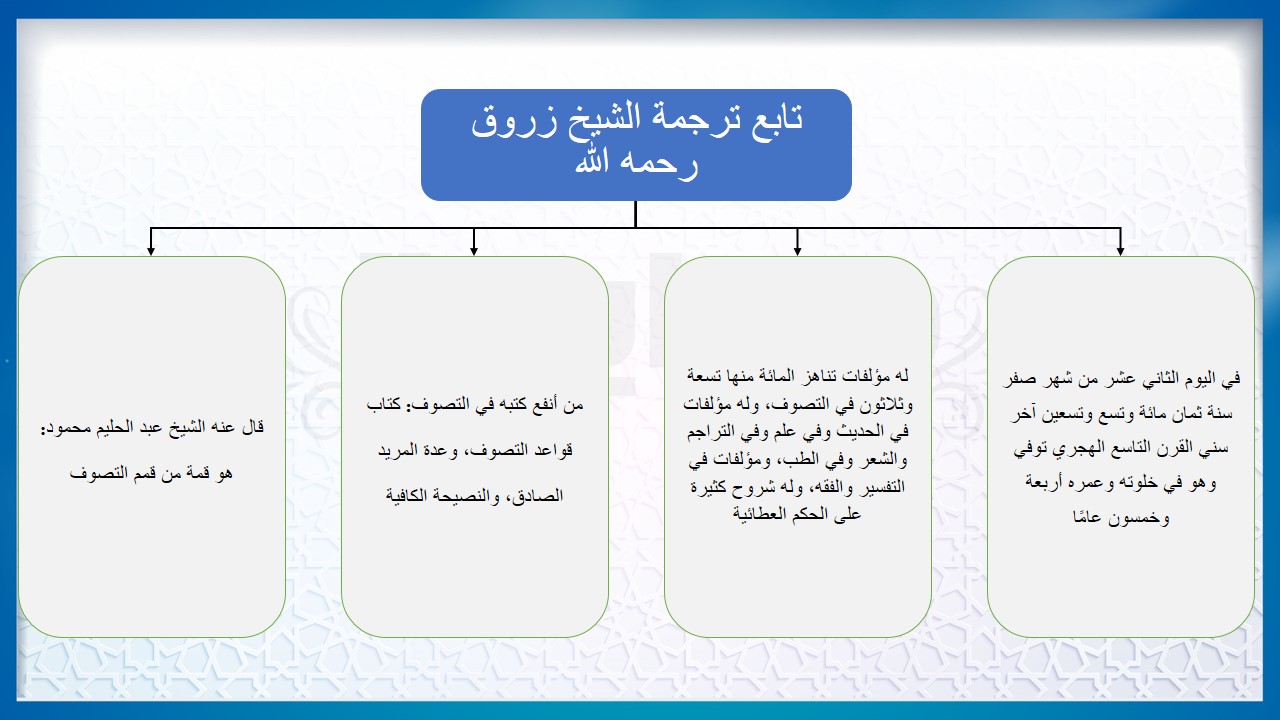 تابع ترجمة الشيخ زروق
رحمه الله
في اليوم الثاني عشر من شهر صفر
سنة ثمان مائة وتسع وتسعين آخر
سني القرن التاسع الهجري توفي
وهو في خلوته وعمره أربعة
وخمسون عامًا
له مؤلفات تناهز المائة منها تسعة
وثلاثون في التصوف، وله مؤلفات
في الحديث وفي علم وفي التراجم
والشعر وفي الطب، ومؤلفات في
التفسير والفقه، وله شروح كثيرة
على الحكم العطائية
من أنفع كتبه في التصوف: كتاب
قواعد التصوف، وعدة المريد
الصادق، والنصيحة الكافية
قال عنه الشيخ عبد الحليم محمود:
هو قمة من قمم التصوف